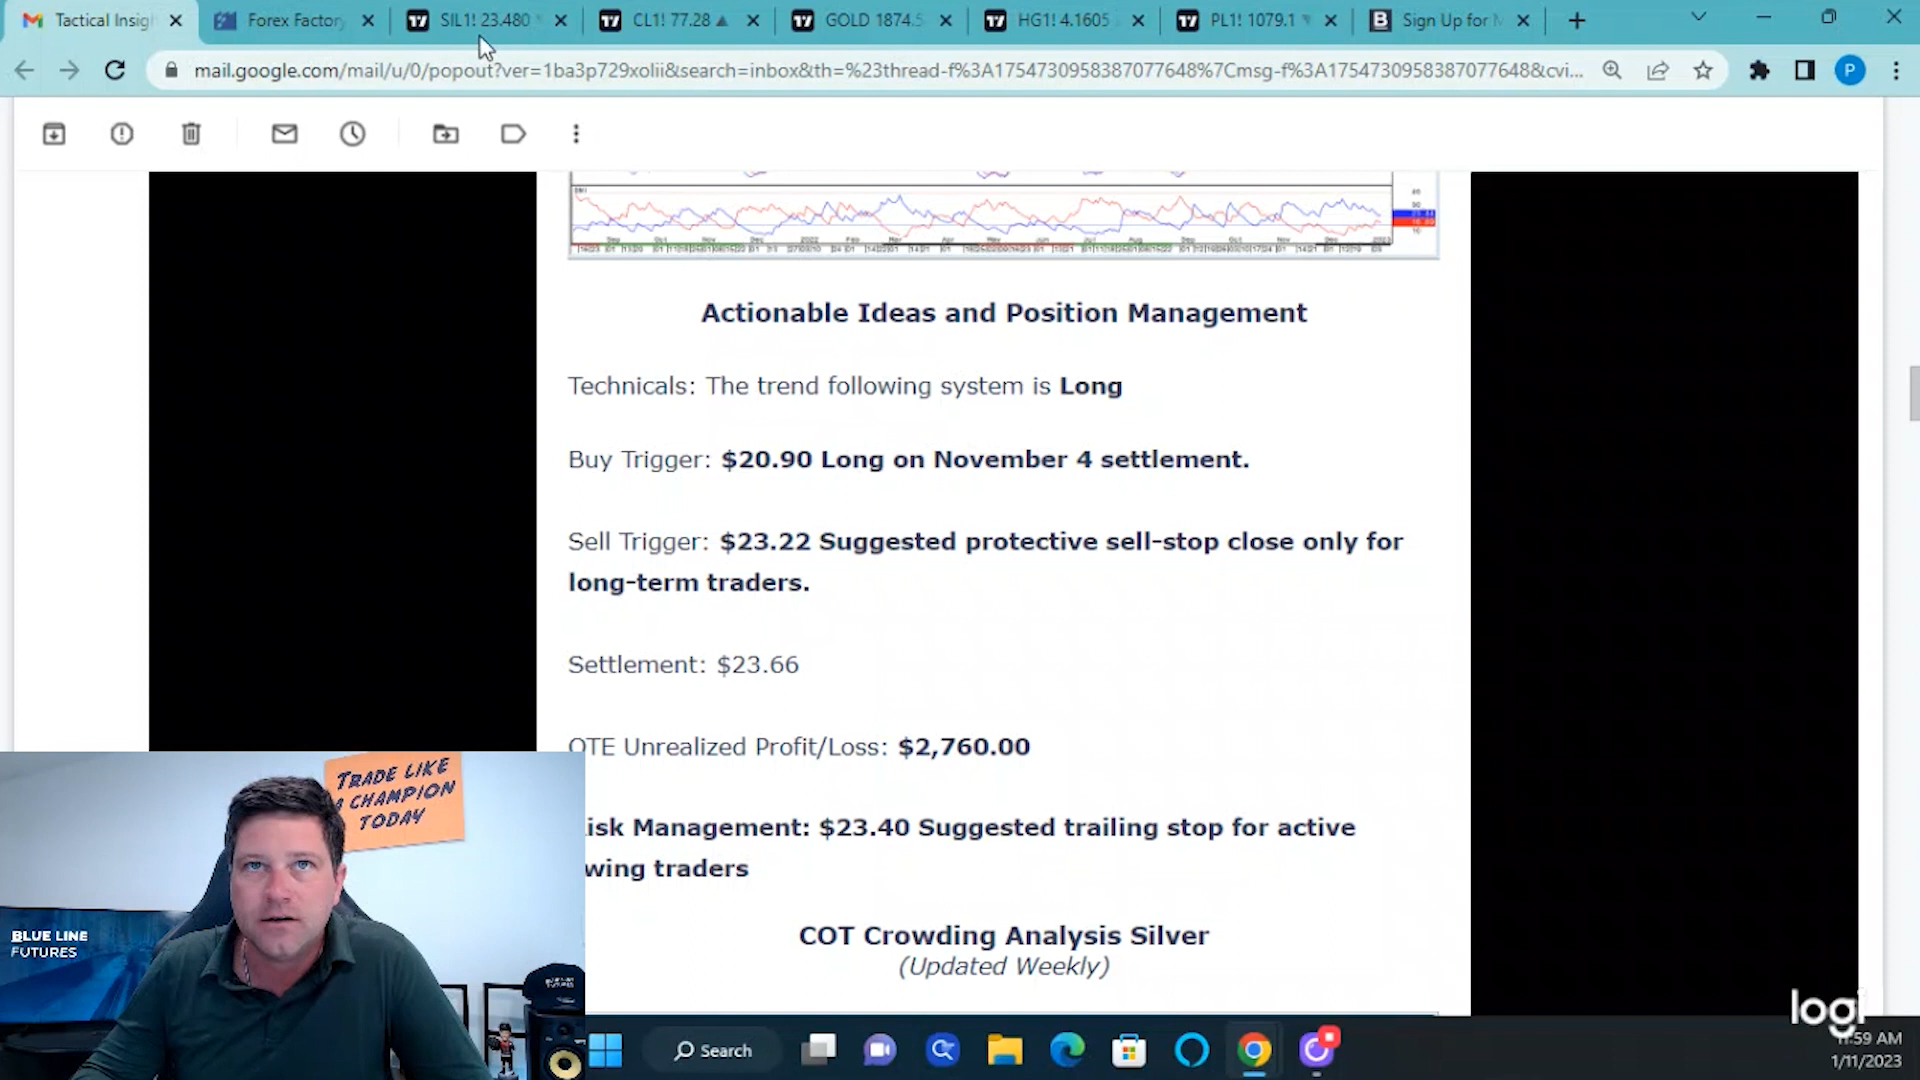 Tactical Insig
Forex Factory
SIL1! 23.480
CL1! 77.28 ▲
GOLD 1874.5
HG1! 4.1605
PL1! 1079.1
Sign Up for
mail.google.com/mail/u/0/popout?ver=1ba3p729xolii&search=inbox&th=%23thread-f%3A1754730958387077648%7Cmsg-f%3A1754730958387077648&cvi...
P
Actionable Ideas and Position Management
Technicals: The trend following system is Long
Buy Trigger: $20.90 Long on November 4 settlement.
Sell Trigger: $23.22 Suggested protective sell-stop close only for
long-term traders.
Settlement: $23.66
OTE Unrealized Profit/Loss: $2,760.00
isk Management: $23.40 Suggested trailing stop for active
wing traders
COT Crowding Analysis Silver
(Updated Weekly)
TRADE LIKE
A CHAMPION
TODAY
BLUE LINE
FUTURES
BLUE LINE
FUTURES
logi
Search
:59 AM
1/11/2023